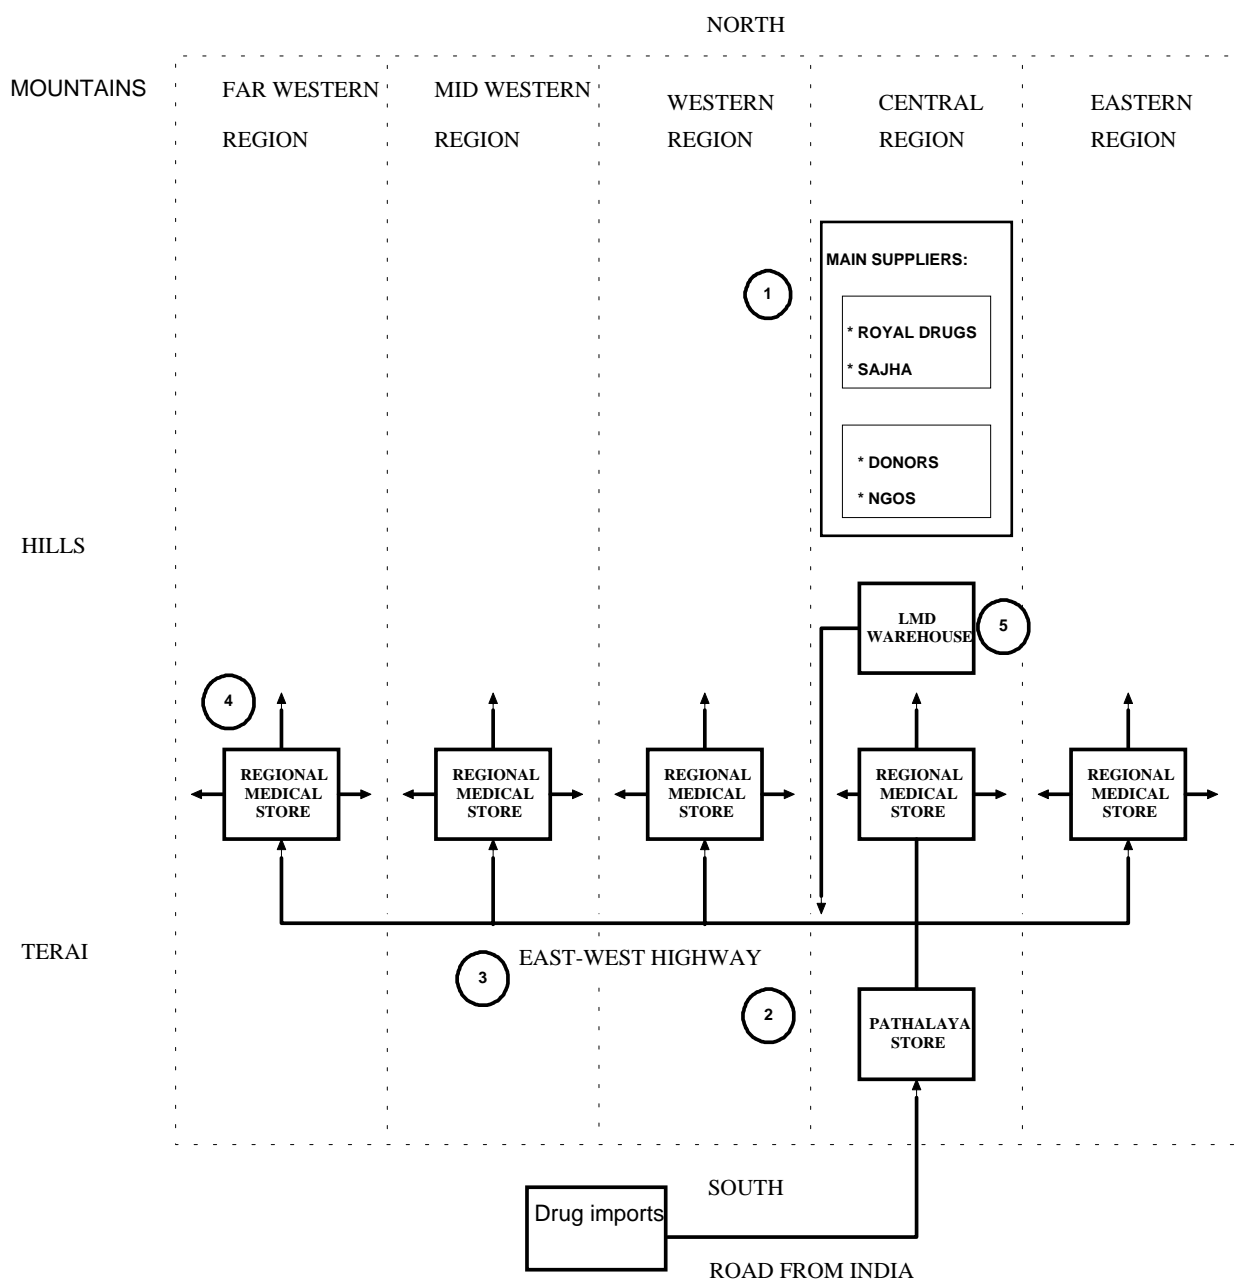 NORTH
MOUNTAINS
FAR WESTERN
REGION
MID WESTERN
REGION
WESTERN
REGION
CENTRAL
REGION
EASTERN
REGION
MAIN SUPPLIERS:
1
* ROYAL DRUGS
* SAJHA
* DONORS
* NGOS
HILLS
LMD
WAREHOUSE
5
4
REGIONAL
MEDICAL
STORE
REGIONAL
MEDICAL
STORE
REGIONAL
MEDICAL
STORE
REGIONAL
MEDICAL
STORE
REGIONAL
MEDICAL
STORE
TERAI
EAST-WEST HIGHWAY
3
2
PATHALAYA
STORE
SOUTH
Drug imports
ROAD FROM INDIA